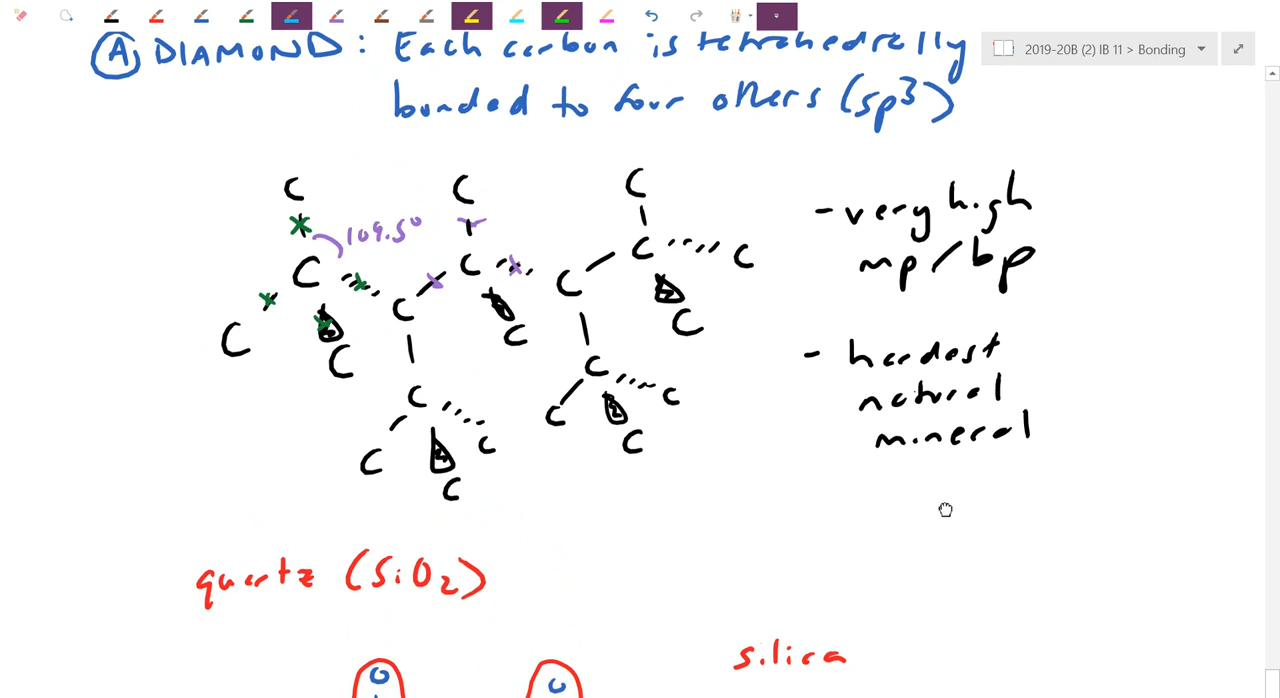 2019-20B (2) IB 11 > Bonding
Ⓐ DIAMOND: Each carbon is tetrahedrally
bonded to four others (sp³)
C C C
109.5°
C C C C C
C C C C
C C C
C C C
C C C
C
- very high
mp/bp
- hardest
natural
mineral
quartz (SiO₂)
silica
O O